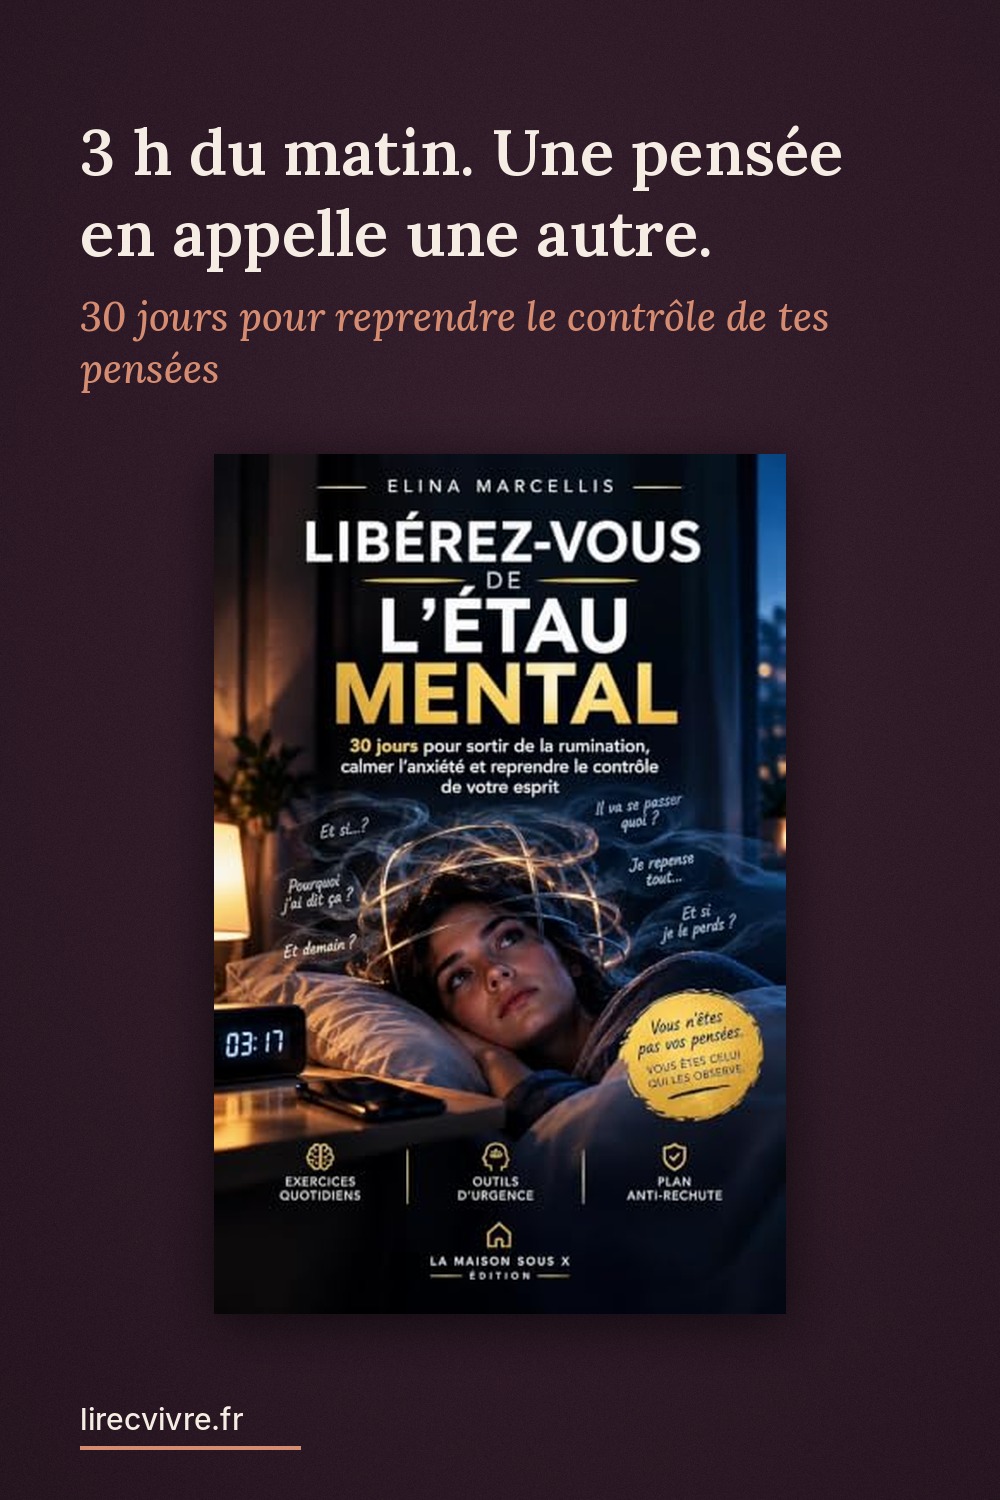 3 h du matin. Une pensée
en appelle une autre.
30 jours pour reprendre le contrôle de tes
pensées
ELINA MARCELLIS
LIBÉREZ-VOUS
DE
L’ÉTAU
MENTAL
30 jours pour sortir de la rumination,
calmer l’anxiété et reprendre le contrôle
de votre esprit
Et si...?
Il va se passer
quoi ?
Pourquoi
j'ai dit ça ?
Je repense
tout...
Et demain ?
Et si
je le perds ?
03:17
Vous n'êtes
pas vos pensées.
VOUS ÊTES CELUI
QUI LES OBSERVE.
EXERCICES
QUOTIDIENS
OUTILS
D'URGENCE
PLAN
ANTI-RECHUTE
LA MAISON SOUS X
ÉDITION
lirecvivre.fr